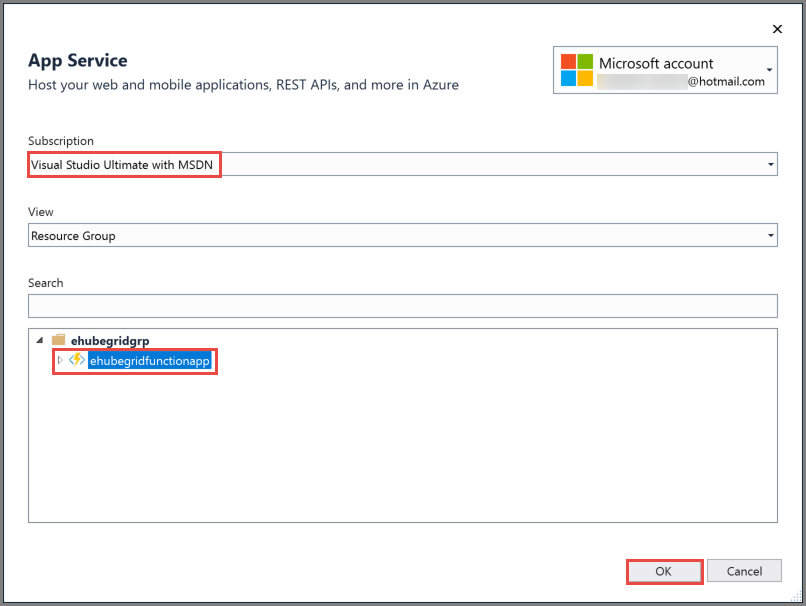 App Service
Host your web and mobile applications, REST APIs, and more in Azure
Microsoft account
@hotmail.com
Subscription
Visual Studio Ultimate with MSDN
View
Resource Group
Search
ehubegridgrp
ehubegridfunctionapp
OK
Cancel